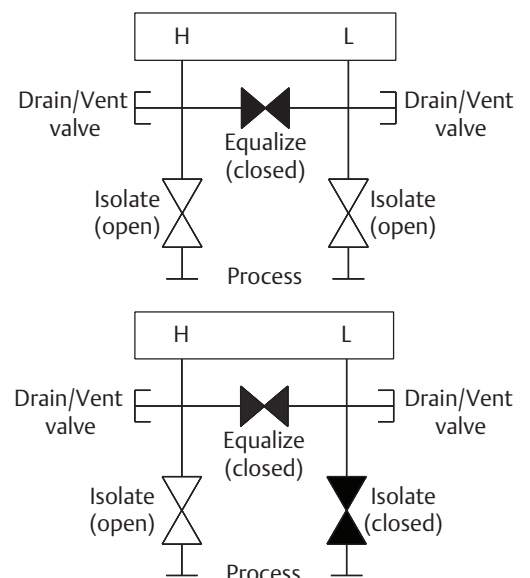 H L
Drain/Vent
valve
Drain/Vent
valve
Equalize
(closed)
Isolate
(open)
Isolate
(open)
Process
H L
Drain/Vent
valve
Drain/Vent
valve
Equalize
(closed)
Isolate
(open)
Isolate
(closed)
Process